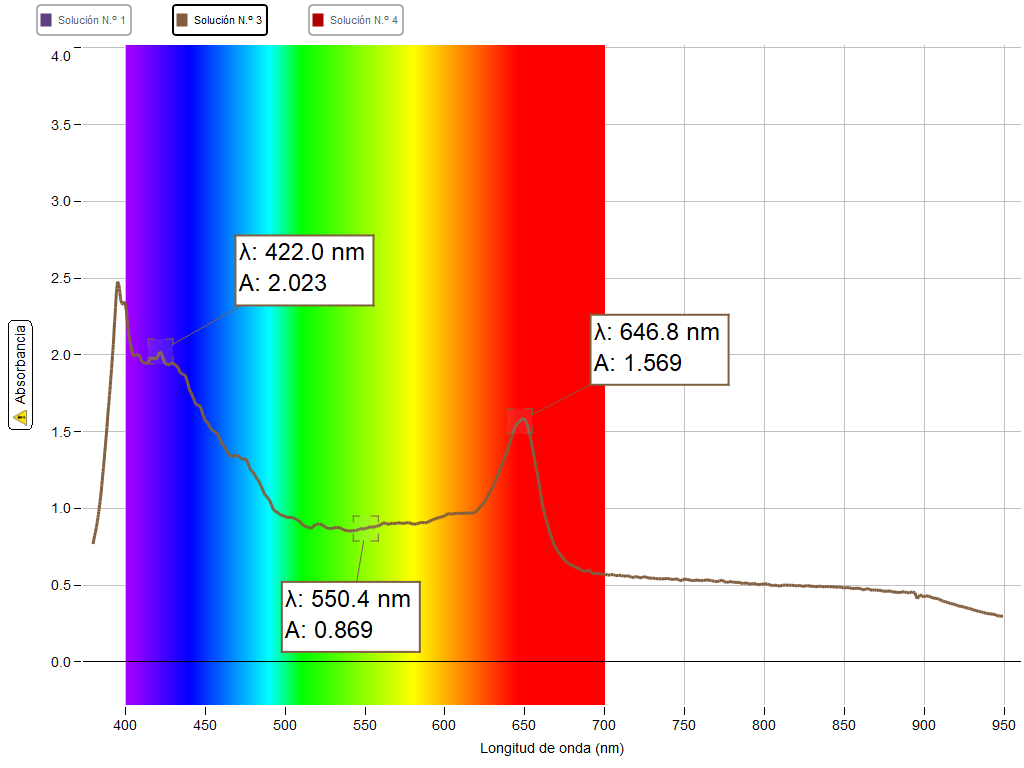 Solución N.º 1
Solución N.º 3
Solución N.º 4
4.0
3.5
3.0
2.5
2.0
1.5
1.0
0.5
0.0
Absorbancia
λ: 422.0 nm
A: 2.023
λ: 646.8 nm
A: 1.569
λ: 550.4 nm
A: 0.869
400 450 500 550 600 650 700 750 800 850 900 950
Longitud de onda (nm)